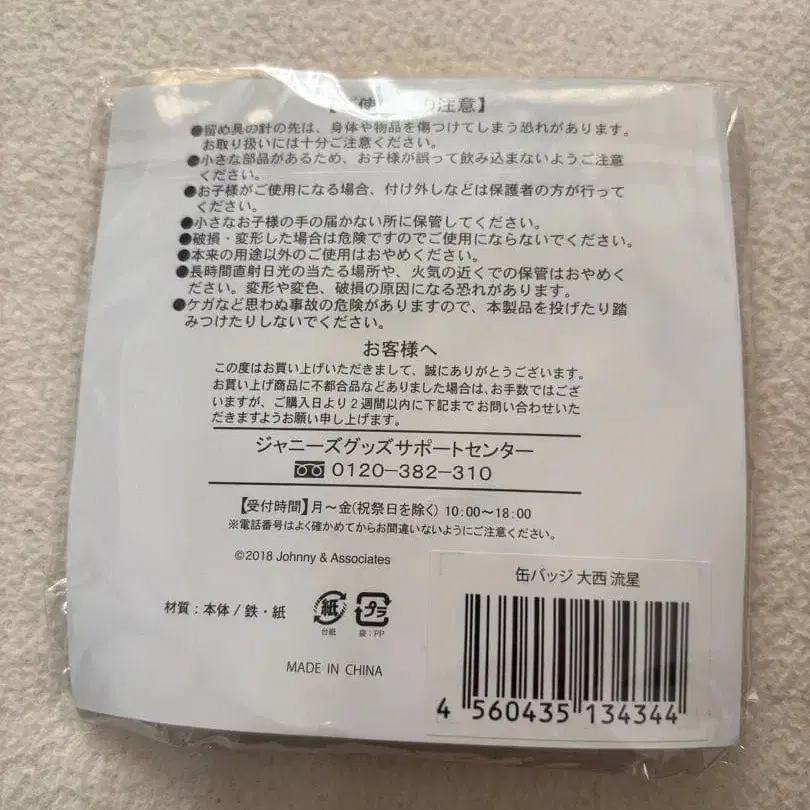 使 注意】
●留め具の針の先は、身体や物品を傷つけてしまう恐れがあります。
お取り扱いには十分ご注意ください。
●小さな部品があるため、お子様が誤って飲み込まないようご注意
ください。
●お子様がご使用になる場合、付け外しなどは保護者の方が行って
ください。
●小さなお子様の手の届かない所に保管してください。
●破損・変形した場合は危険ですのでご使用にならないでください。
●本来の用途以外のご使用はおやめください。
●長時間直射日光の当たる場所や、火気の近くでの保管はおやめく
ださい。変形や変色、破損の原因になる恐れがあります。
●ケガなど思わぬ事故の危険がありますので、本製品を投げたり踏
みつけたりしないでください。
お客様へ
この度はお買い上げいただきまして、誠にありがとうございます。
お買い上げ商品に不都合品などありました場合は、お手数ではござ
いますが、ご購入日より2週間以内に下記までお問い合わせいた
だきますようお願い申し上げます。
ジャニーズグッズサポートセンター
0120-382-310
【受付時間】月〜金(祝祭日を除く) 10:00〜18:00
※電話番号はよく確かめてからお間違いないようにご注意ください。
©2018 Johnny & Associates
缶バッジ 大西 流星
材質：本体/鉄・紙
紙
台紙
プラ
袋：PP
MADE IN CHINA
4 560435 134344